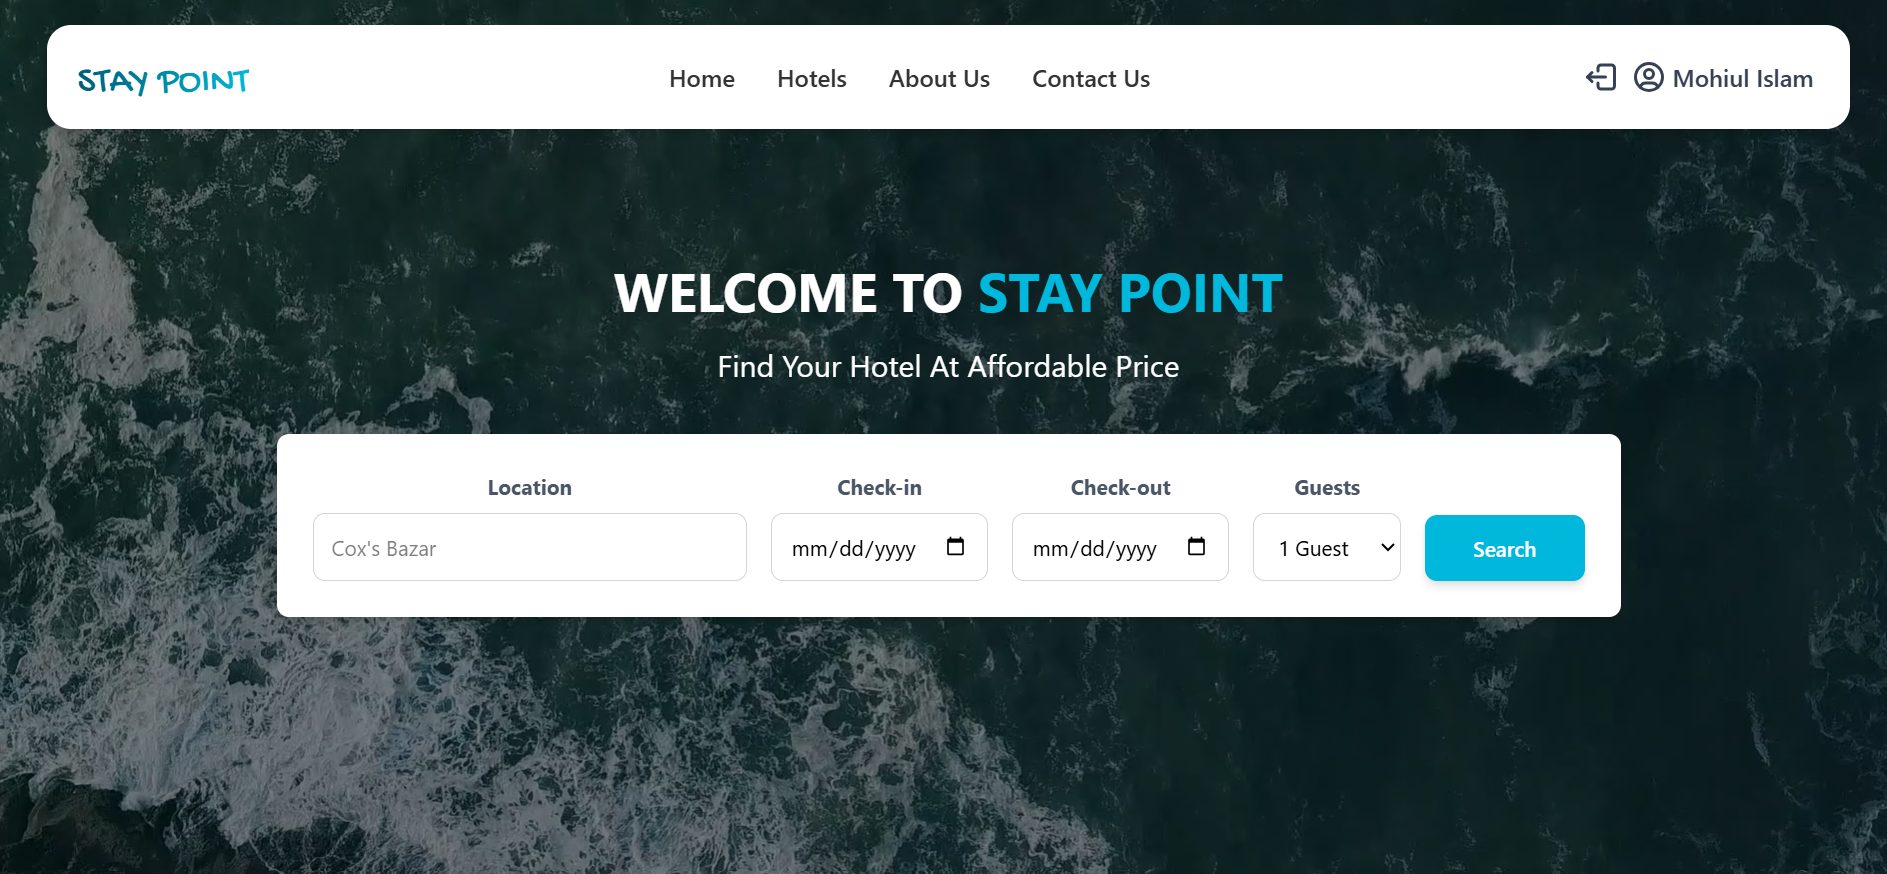 STAY POINT
Home Hotels About Us Contact Us
Mohiul Islam
WELCOME TO STAY POINT
Find Your Hotel At Affordable Price
Location Check-in Check-out Guests
Cox's Bazar mm/dd/yyyy mm/dd/yyyy 1 Guest Search